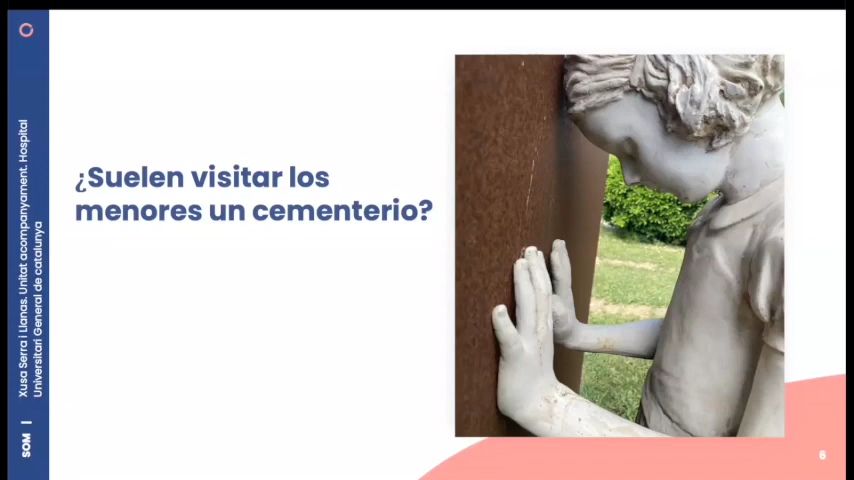 ¿Suelen visitar los
menores un cementerio?
Xusa Serra i Llanas. Unitat acompanyament. Hospital
Universitari General de catalunya
SOM |
6